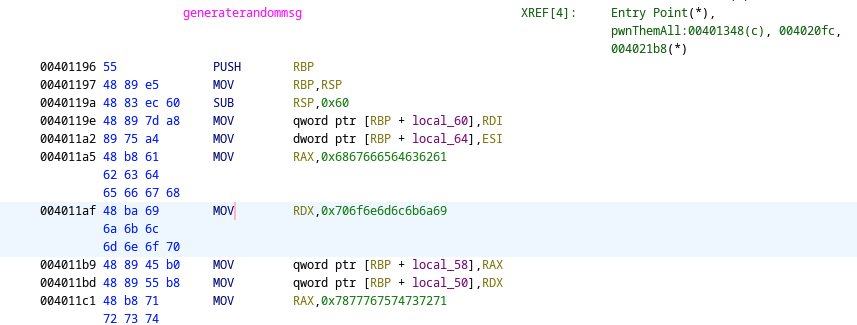 generaterandommsg XREF[4]: Entry Point(*),
pwnThemAll:00401348(c), 004020fc,
004021b8(*)
00401196 55 PUSH RBP
00401197 48 89 e5 MOV RBP,RSP
0040119a 48 83 ec 60 SUB RSP,0x60
0040119e 48 89 7d a8 MOV qword ptr [RBP + local_60],RDI
004011a2 89 75 a4 MOV dword ptr [RBP + local_64],ESI
004011a5 48 b8 61 MOV RAX,0x6867666564636261
62 63 64
65 66 67 68
004011af 48 ba 69 MOV RDX,0x706f6e6d6c6b6a69
6a 6b 6c
6d 6e 6f 70
004011b9 48 89 45 b0 MOV qword ptr [RBP + local_58],RAX
004011bd 48 89 55 b8 MOV qword ptr [RBP + local_50],RDX
004011c1 48 b8 71 MOV RAX,0x7877767574737271
72 73 74